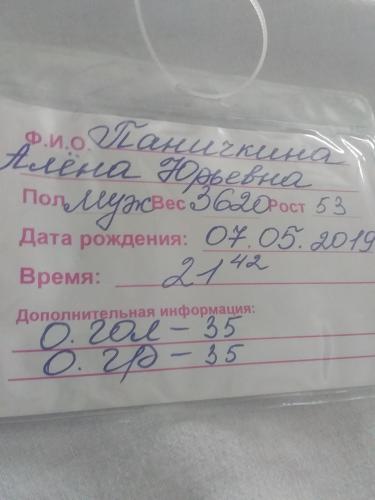 Ф.И.О. Паничкина
Алёна Юрьевна
Пол муж Вес 3620 Рост 53
Дата рождения: 07.05.2019
Время: 21 42
Дополнительная информация:
О. гол - 35
О. гр - 35